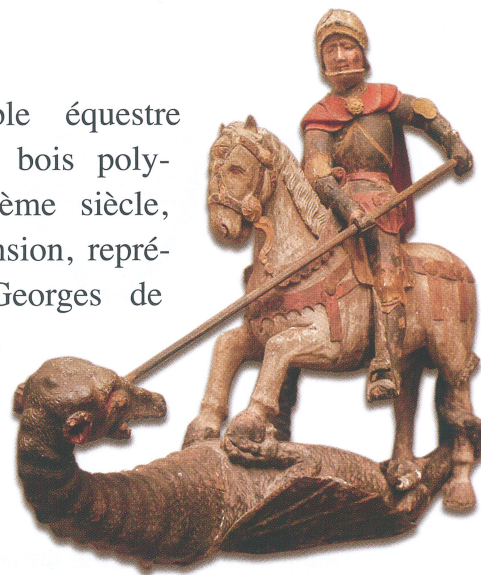 ble équestre
bois poly-
ème siècle,
nsion, repré-
Georges de